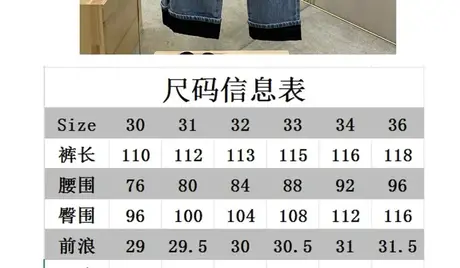 尺码信息表
Size 30 31 32 33 34 36
裤长 110 112 113 115 116 118
腰围 76 80 84 88 92 96
臀围 96 100 104 108 112 116
前浪 29 29.5 30 30.5 31 31.5